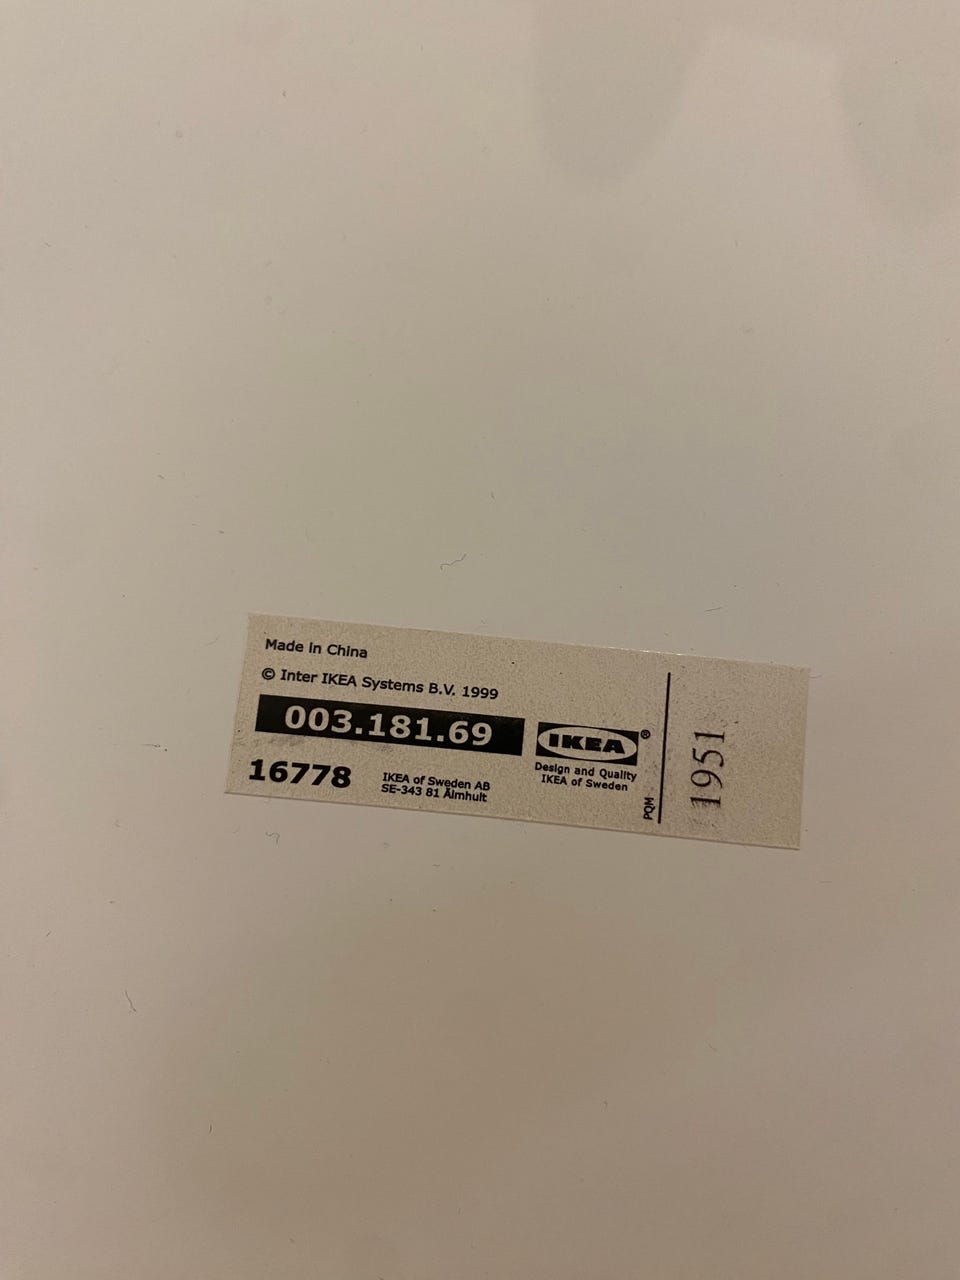 Made in China
© Inter IKEA Systems B.V. 1999
003.181.69
16778
IKEA of Sweden AB
SE-343 81 Älmhult
IKEA®
Design and Quality
IKEA of Sweden
PQM
1951